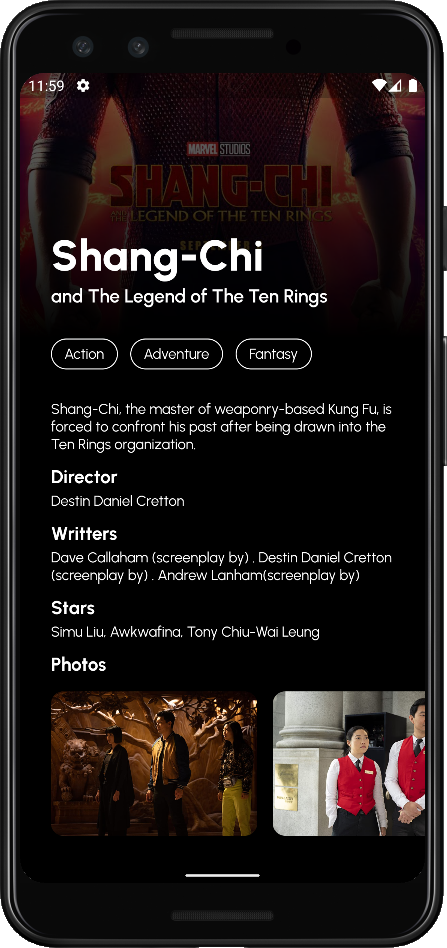 11:59
MARVEL STUDIOS
SHANG-CHI
AND THE LEGEND OF THE TEN RINGS
Shang-Chi
and The Legend of The Ten Rings
Action Adventure Fantasy
Shang-Chi, the master of weaponry-based Kung Fu, is
forced to confront his past after being drawn into the
Ten Rings organization.
Director
Destin Daniel Cretton
Writters
Dave Callaham (screenplay by) . Destin Daniel Cretton
(screenplay by) . Andrew Lanham(screenplay by)
Stars
Simu Liu, Awkwafina, Tony Chiu-Wai Leung
Photos